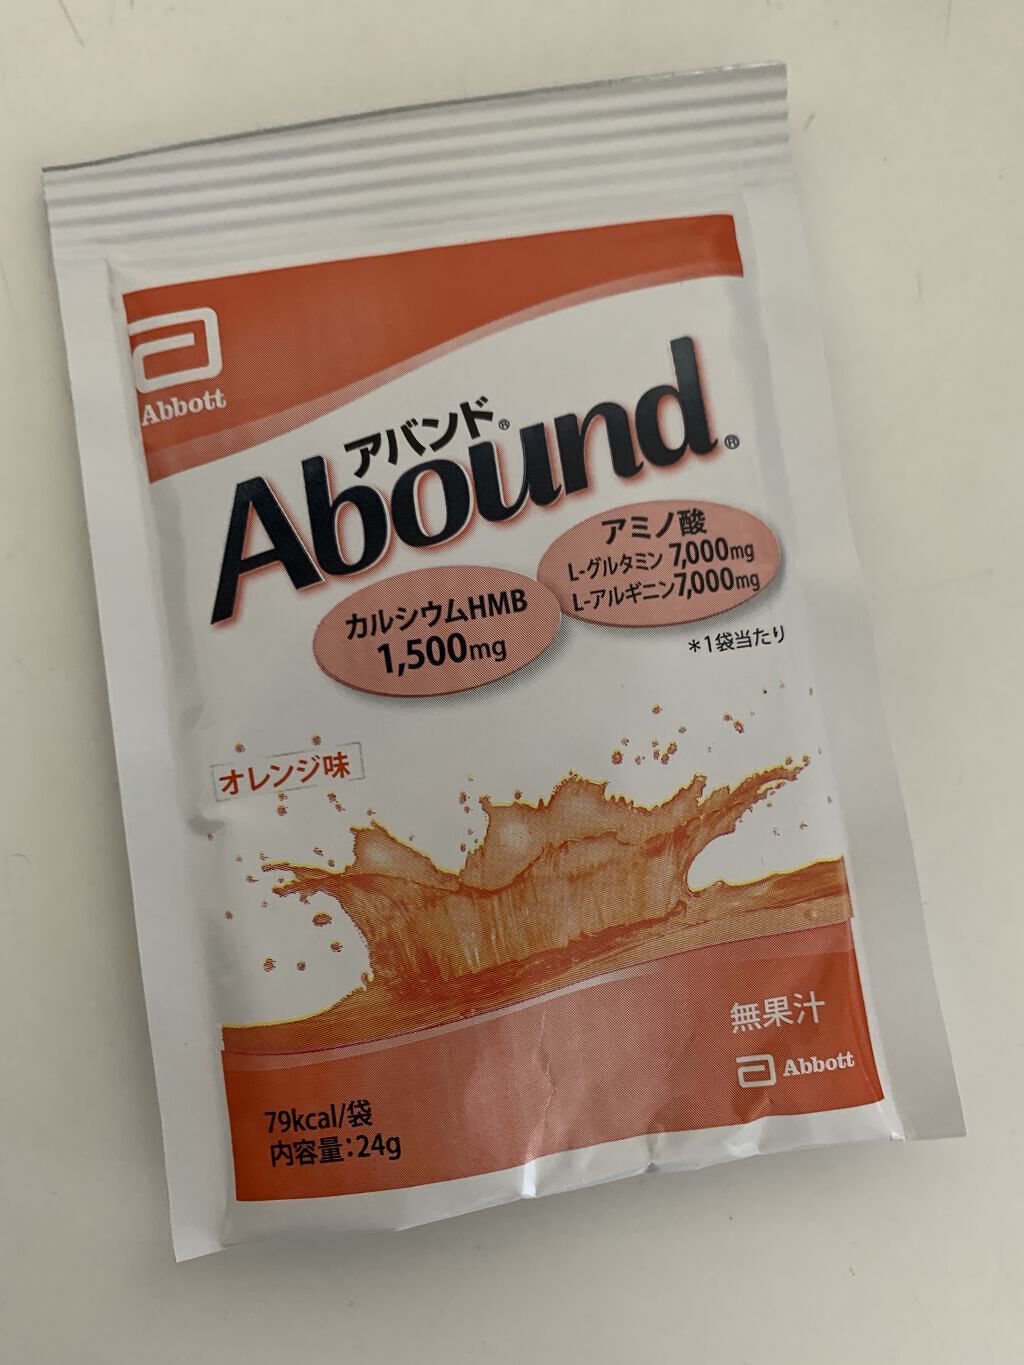 Abbott
アバンド®
Abound®
アミノ酸
L-グルタミン 7,000mg
L-アルギニン7,000mg
カルシウムHMB
1,500mg
*1袋当たり
オレンジ味
無果汁
Abbott
79kcal/袋
内容量:24g